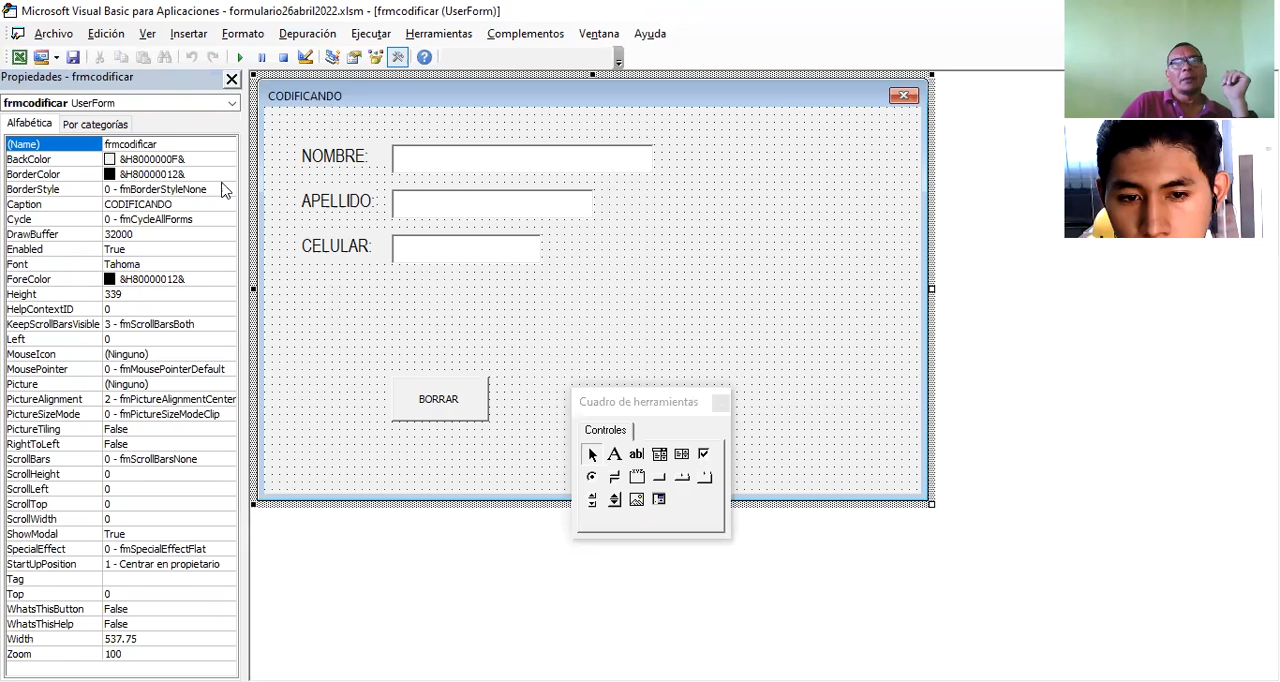 Microsoft Visual Basic para Aplicaciones - formulario26abril2022.xlsm - [frmcodificar (UserForm)]
Archivo Edición Ver Insertar Formato Depuración Ejecutar Herramientas Complementos Ventana Ayuda
Propiedades - frmcodificar
frmcodificar UserForm
Alfabética Por categorías
(Name) frmcodificar
BackColor &H8000000F&
BorderColor &H80000012&
BorderStyle 0 - fmBorderStyleNone
Caption CODIFICANDO
Cycle 0 - fmCycleAllForms
DrawBuffer 32000
Enabled True
Font Tahoma
ForeColor &H80000012&
Height 339
HelpContextID 0
KeepScrollBarsVisible 3 - fmScrollBarsBoth
Left 0
MouseIcon (Ninguno)
MousePointer 0 - fmMousePointerDefault
Picture (Ninguno)
PictureAlignment 2 - fmPictureAlignmentCenter
PictureSizeMode 0 - fmPictureSizeModeClip
PictureTiling False
RightToLeft False
ScrollBars 0 - fmScrollBarsNone
ScrollHeight 0
ScrollLeft 0
ScrollTop 0
ScrollWidth 0
ShowModal True
SpecialEffect 0 - fmSpecialEffectFlat
StartUpPosition 1 - Centrar en propietario
Tag
Top 0
WhatsThisButton False
WhatsThisHelp False
Width 537.75
Zoom 100
CODIFICANDO
NOMBRE:
APELLIDO:
CELULAR:
BORRAR
Cuadro de herramientas
Controles
A ab|